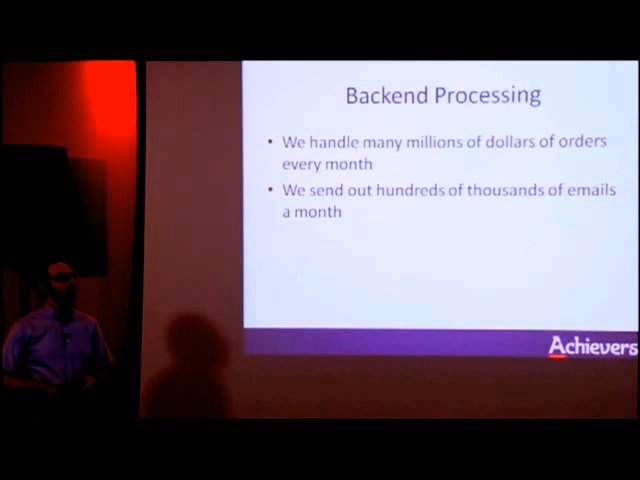 Backend Processing
• We handle many millions of dollars of orders
every month
• We send out hundreds of thousands of emails
a month
Achievers